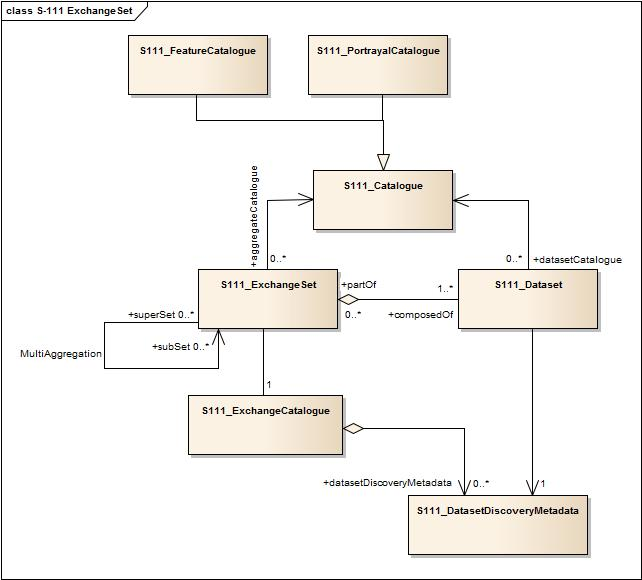 class S-111 ExchangeSet
S111_FeatureCatalogue
S111_PortrayalCatalogue
S111_Catalogue
+aggregateCatalogue
0..*
0..*
+datasetCatalogue
S111_ExchangeSet
+partOf
0..*
1..*
+composedOf
S111_Dataset
+superSet 0..*
MultiAggregation
+subSet 0..*
1
S111_ExchangeCatalogue
+datasetDiscoveryMetadata
0..*
1
S111_DatasetDiscoveryMetadata